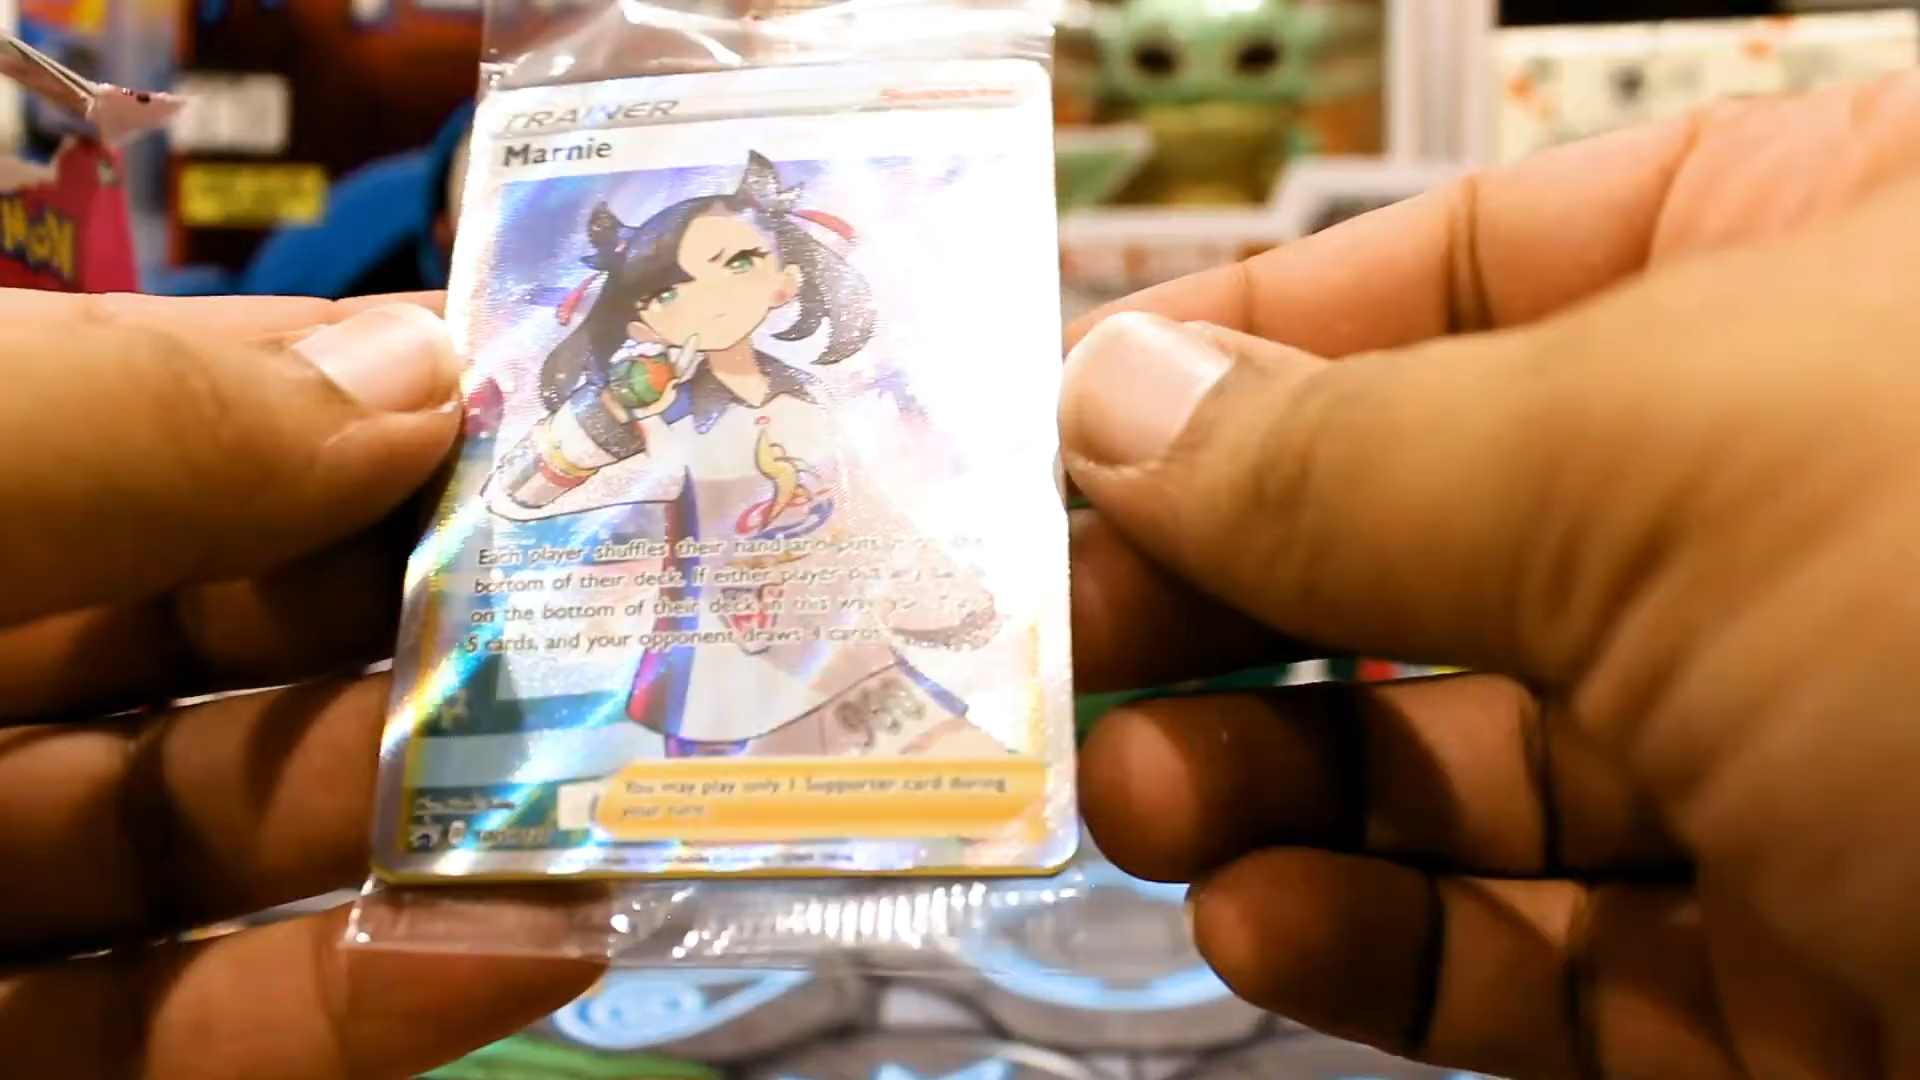 TRAINER
Supporter
Marnie
MON
Each player shuffles their hand and puts it on the
bottom of their deck. If either player put any cards
on the bottom of their deck in this way
5 cards, and your opponent draws 4 cards
You may play only 1 Supporter card during
your turn.